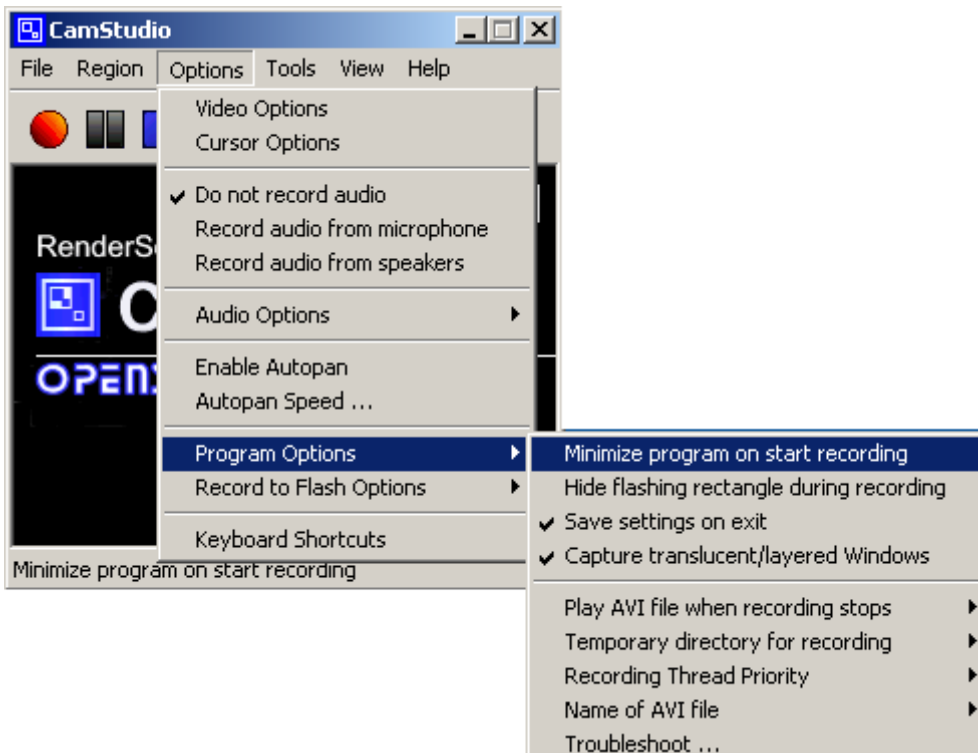 CamStudio
File Region Options Tools View Help
Video Options
Cursor Options
Do not record audio
Record audio from microphone
Record audio from speakers
Audio Options
Enable Autopan
Autopan Speed ...
Program Options
Record to Flash Options
Keyboard Shortcuts
Minimize program on start recording
Hide flashing rectangle during recording
Save settings on exit
Capture translucent/layered Windows
Play AVI file when recording stops
Temporary directory for recording
Recording Thread Priority
Name of AVI file
Troubleshoot ...
RenderS
C
OPENS
Minimize program on start recording